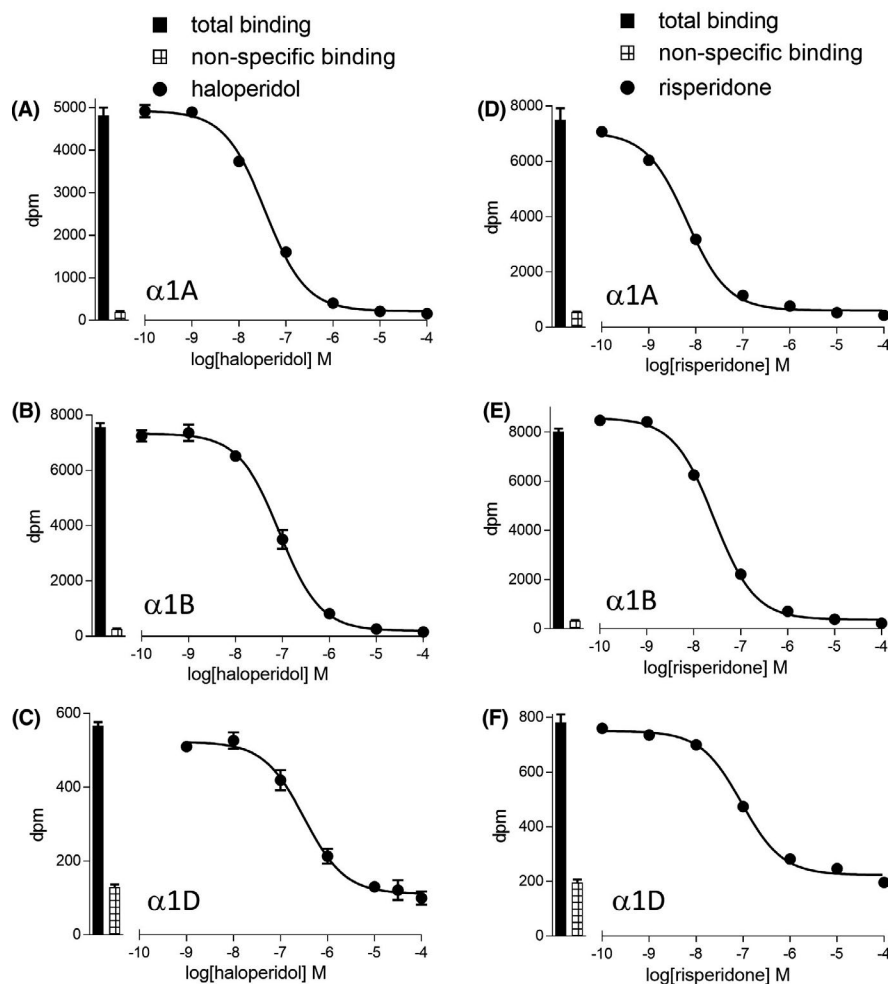 total binding
non-specific binding
haloperidol
(A)
5000
4000
3000
2000
1000
0
dpm
α1A
-10 -9 -8 -7 -6 -5 -4
log[haloperidol] M
(B)
8000
6000
4000
2000
0
dpm
α1B
-10 -9 -8 -7 -6 -5 -4
log[haloperidol] M
(C)
600
400
200
0
dpm
α1D
-10 -9 -8 -7 -6 -5 -4
log[haloperidol] M
total binding
non-specific binding
risperidone
(D)
8000
6000
4000
2000
0
dpm
α1A
-10 -9 -8 -7 -6 -5 -4
log[risperidone] M
(E)
8000
6000
4000
2000
0
dpm
α1B
-10 -9 -8 -7 -6 -5 -4
log[risperidone] M
(F)
800
600
400
200
0
dpm
α1D
-10 -9 -8 -7 -6 -5 -4
log[risperidone] M